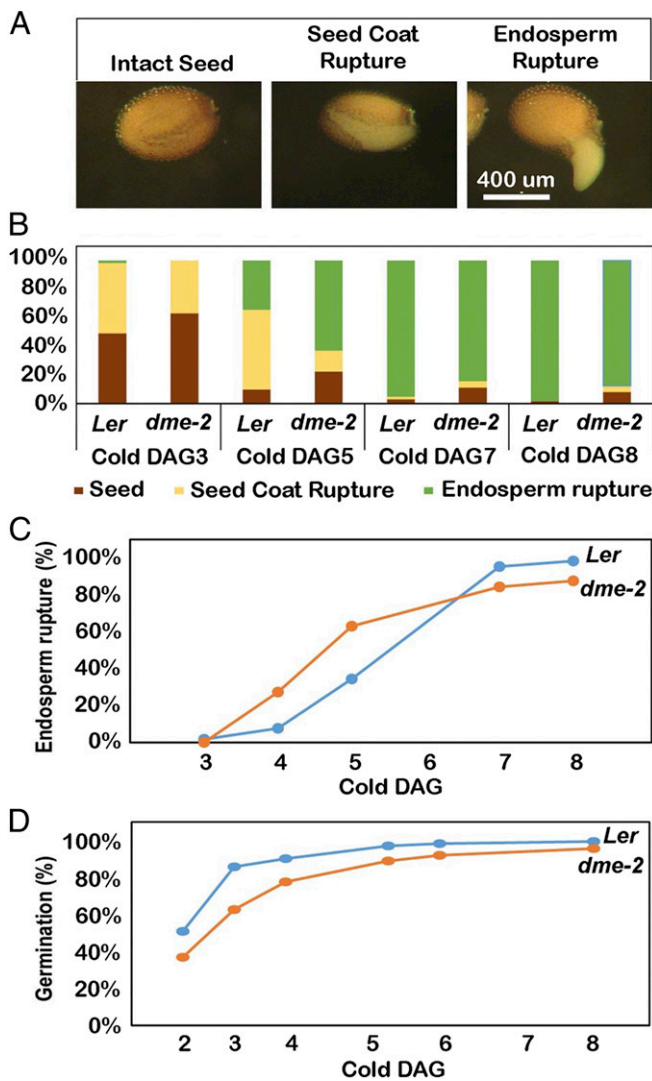 A
Intact Seed
Seed Coat
Rupture
Endosperm
Rupture
400 um
B
100%
80%
60%
40%
20%
0%
Ler dme-2 Ler dme-2 Ler dme-2 Ler dme-2
Cold DAG3 Cold DAG5 Cold DAG7 Cold DAG8
Seed Seed Coat Rupture Endosperm rupture
C
Endosperm rupture (%)
100%
80%
60%
40%
20%
0%
Ler
dme-2
3 4 5 6 7 8
Cold DAG
D
Germination (%)
100%
80%
60%
40%
20%
0%
Ler
dme-2
2 3 4 5 6 7 8
Cold DAG